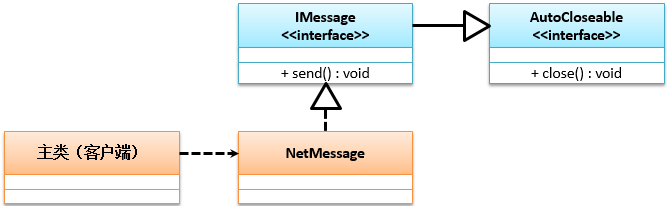 IMessage
<<interface>>
+ send() : void
AutoCloseable
<<interface>>
+ close() : void
主类（客户端）
NetMessage